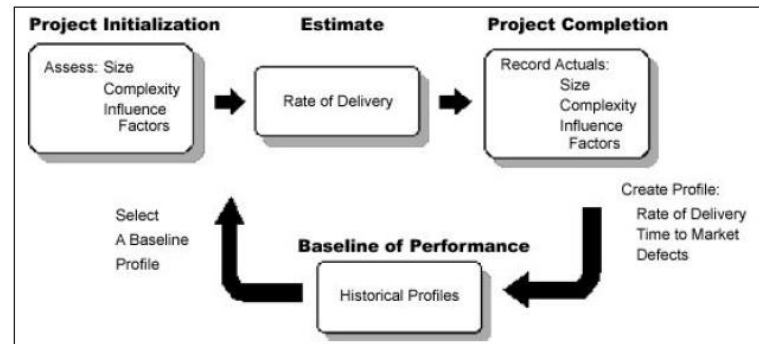 Project Initialization
Assess: Size
Complexity
Influence
Factors
Estimate
Rate of Delivery
Project Completion
Record Actuals:
Size
Complexity
Influence
Factors
Create Profile:
Rate of Delivery
Time to Market
Defects
Baseline of Performance
Historical Profiles
Select
A Baseline
Profile